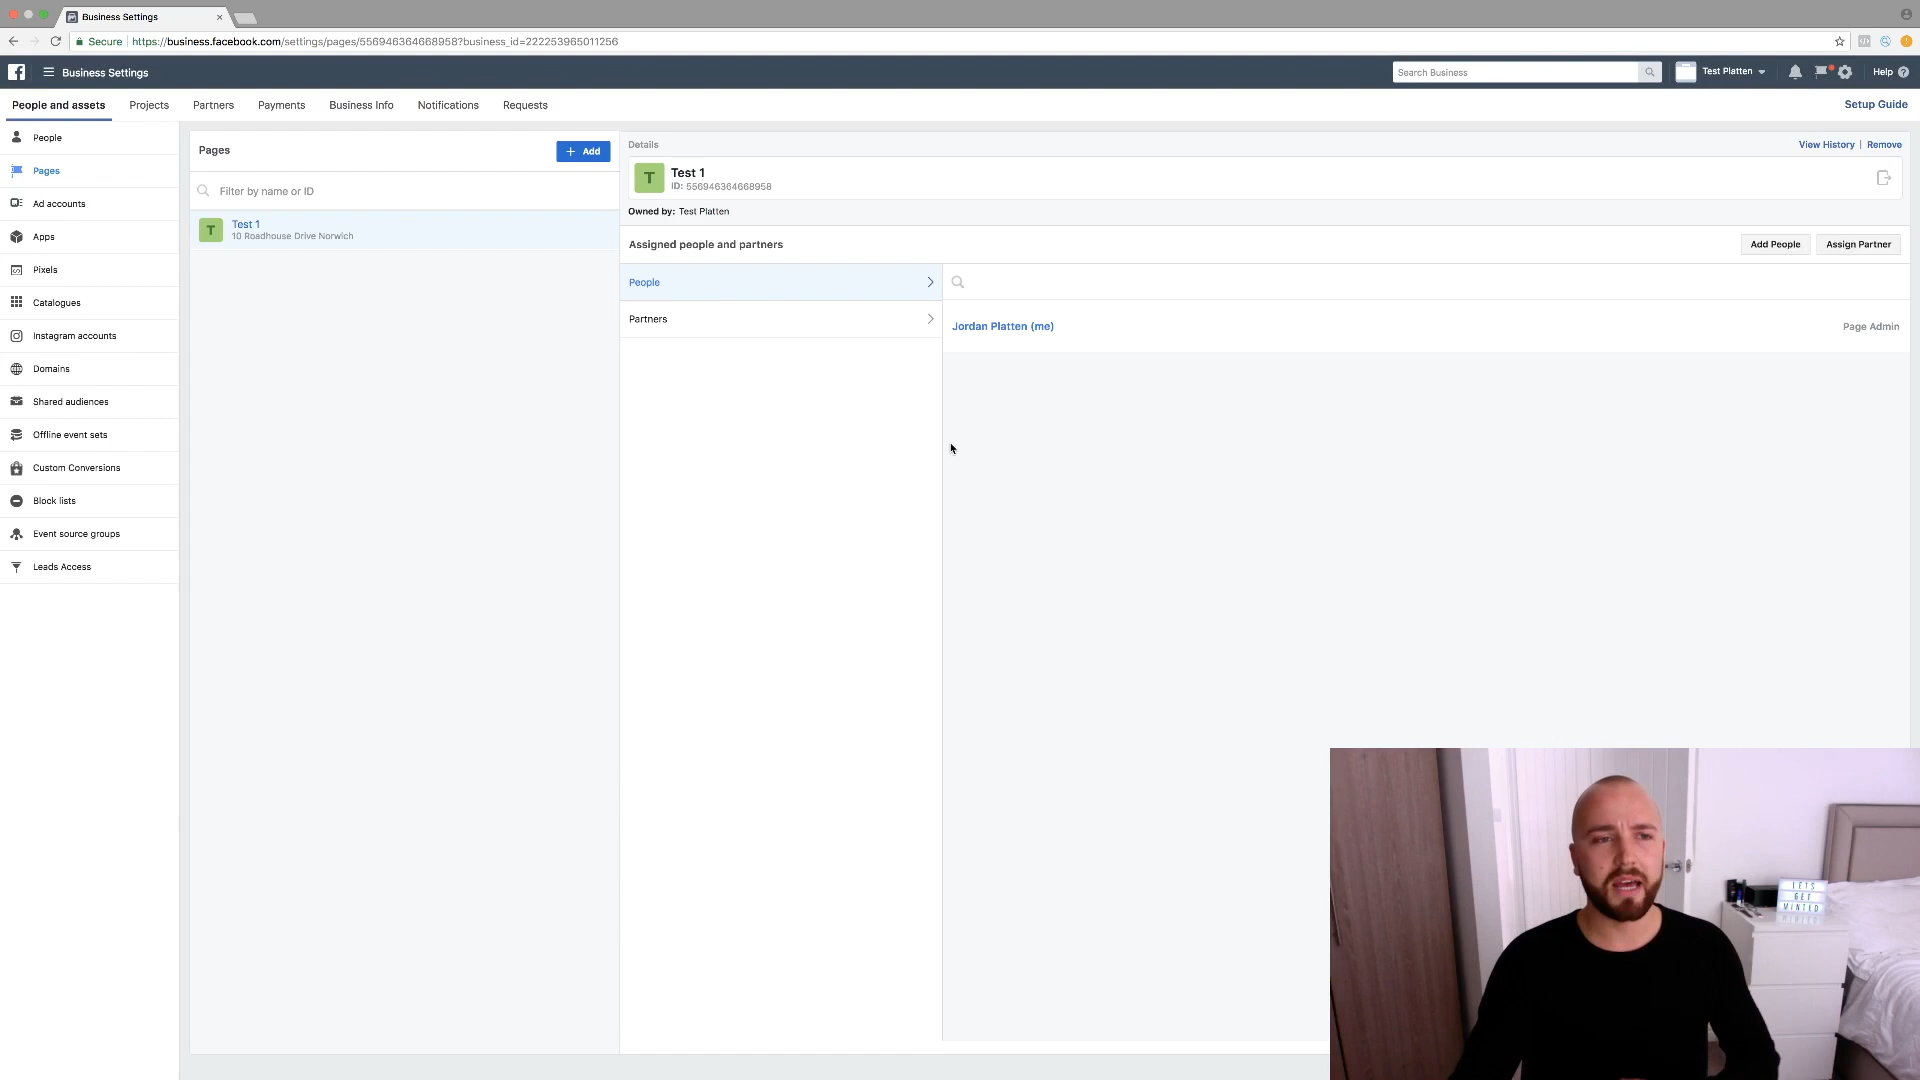 Business Settings
Secure https://business.facebook.com/settings/pages/556946364668958?business_id=222253965011256
Business Settings
Search Business
Test Platten
Help
People and assets Projects Partners Payments Business Info Notifications Requests
Setup Guide
People
Pages
Ad accounts
Apps
Pixels
Catalogues
Instagram accounts
Domains
Shared audiences
Offline event sets
Custom Conversions
Block lists
Event source groups
Leads Access
Pages
+ Add
Filter by name or ID
T
Test 1
10 Roadhouse Drive Norwich
Details
View History | Remove
T
Test 1
ID: 556946364668958
Owned by: Test Platten
Assigned people and partners
Add People
Assign Partner
People
Partners
Jordan Platten (me)
Page Admin
LETS
GET
MINTED